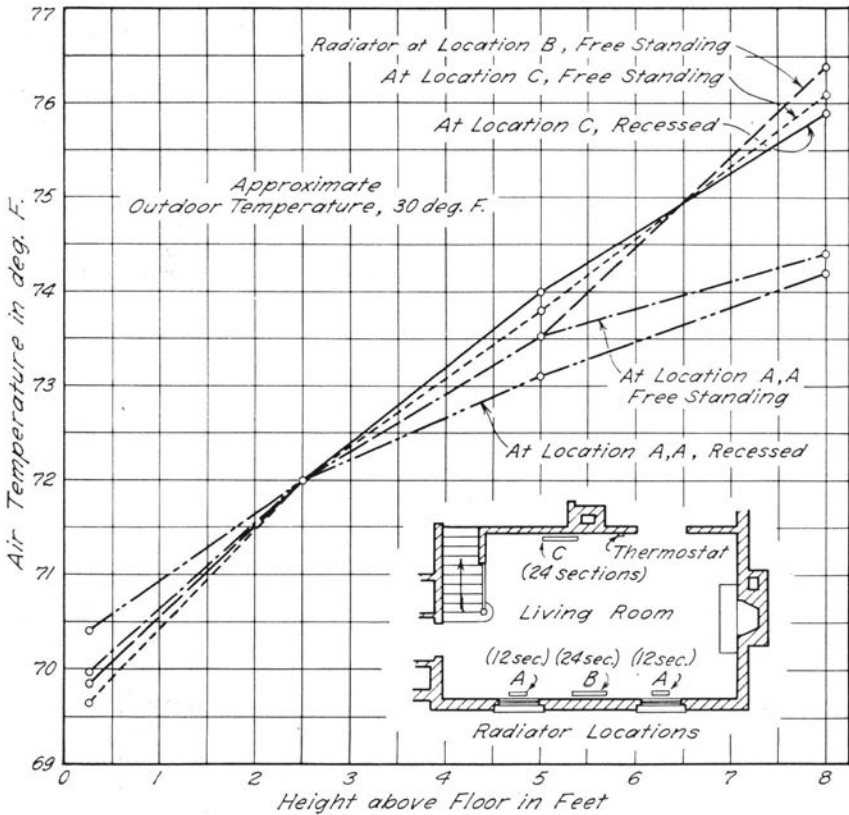 77
76
75
74
73
72
71
70
69
Air Temperature in deg. F.
Radiator at Location B, Free Standing
At Location C, Free Standing
At Location C, Recessed
Approximate
Outdoor Temperature, 30 deg. F.
At Location A,A
Free Standing
At Location A,A, Recessed
C
Thermostat
(24 sections)
Living Room
(12 sec.) (24 sec.) (12 sec.)
A B A
Radiator Locations
0 1 2 3 4 5 6 7 8
Height above Floor in Feet